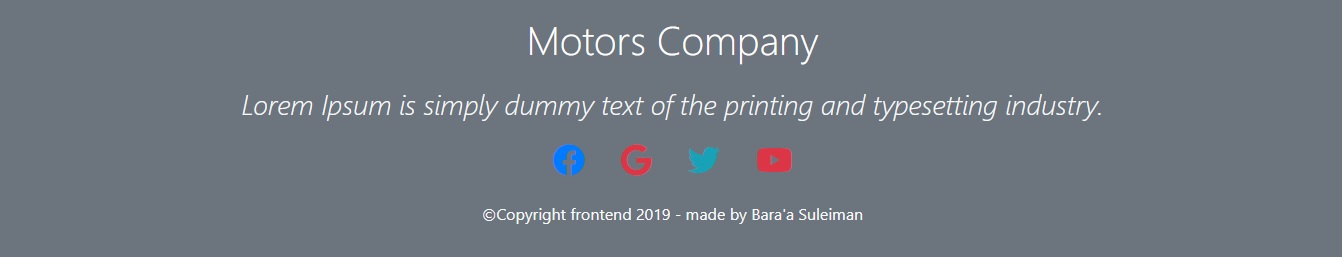 Motors Company
Lorem Ipsum is simply dummy text of the printing and typesetting industry.
©Copyright frontend 2019 - made by Bara'a Suleiman